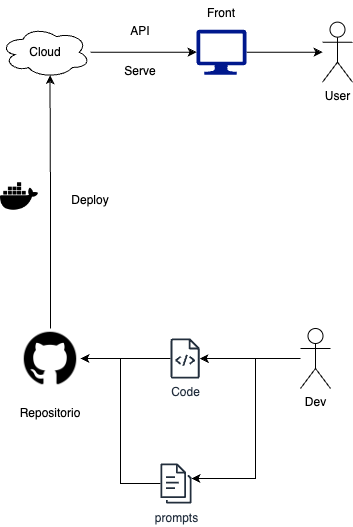 Front
API
Cloud
Serve
User
Deploy
</>
Code
Dev
Repositorio
prompts